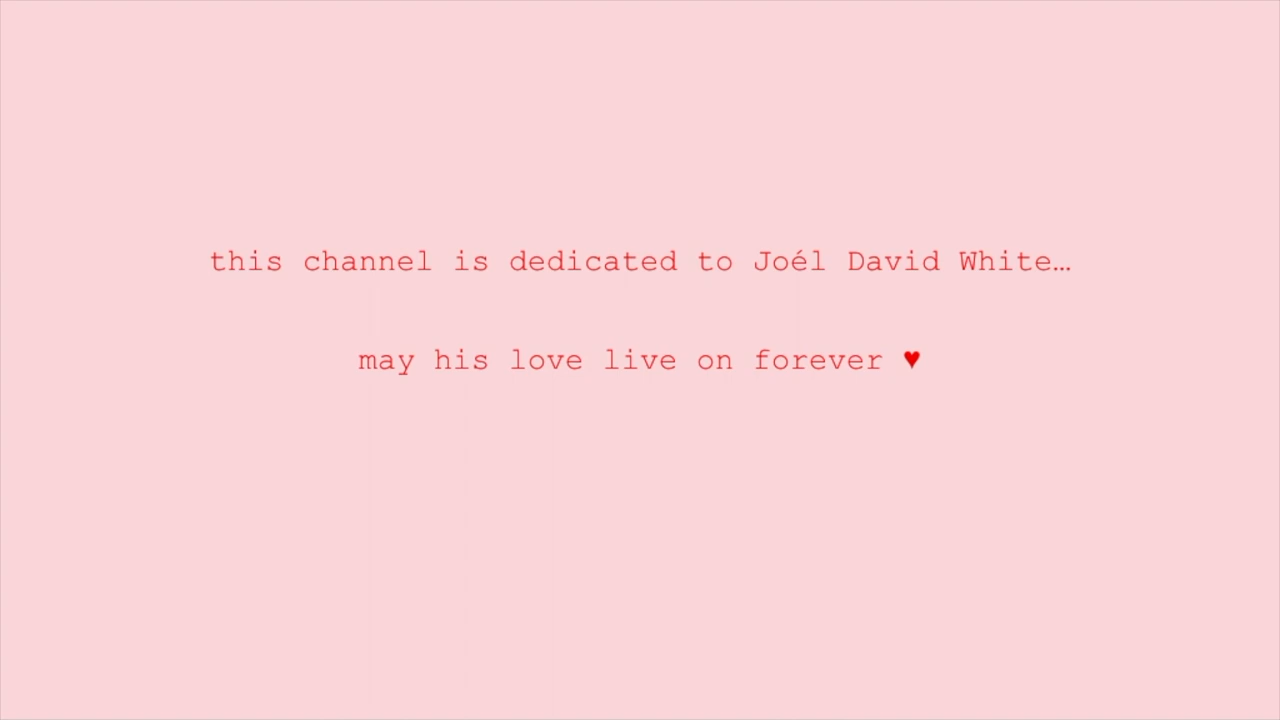 this channel is dedicated to Joél David White…
may his love live on forever ♥